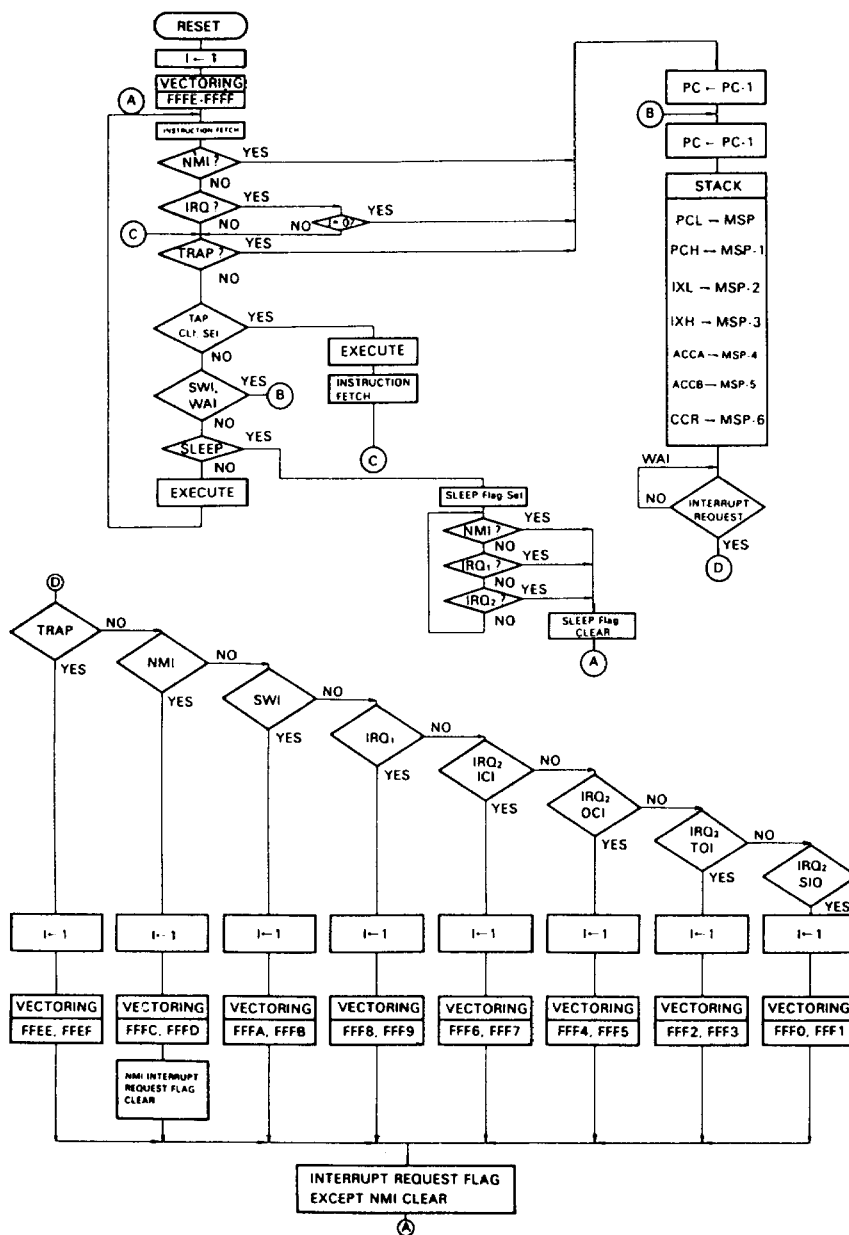 RESET
I ← 1
VECTORING
FFFE-FFFF
A
INSTRUCTION FETCH
NMI ?
YES
NO
IRQ ?
YES
NO
I = 0?
YES
NO
C
TRAP ?
YES
NO
TAP
CLI, SEI
YES
NO
EXECUTE
INSTRUCTION
FETCH
C
SWI,
WAI
YES
B
NO
SLEEP
YES
NO
EXECUTE
PC ← PC-1
B
PC ← PC-1
STACK
PCL → MSP
PCH → MSP-1
IXL → MSP-2
IXH → MSP-3
ACCA → MSP-4
ACCB → MSP-5
CCR → MSP-6
WAI
NO
INTERRUPT
REQUEST
YES
D
SLEEP Flag Set
NMI ?
YES
NO
IRQ₁ ?
YES
NO
IRQ₂ ?
YES
NO
SLEEP Flag
CLEAR
A
D
TRAP
NO
YES
NMI
NO
YES
SWI
NO
YES
IRQ₁
NO
YES
IRQ₂
ICI
NO
YES
IRQ₂
OCI
NO
YES
IRQ₂
TOI
NO
YES
IRQ₂
SIO
YES
I ← 1
I ← 1
I ← 1
I ← 1
I ← 1
I ← 1
I ← 1
I ← 1
VECTORING
FFEE, FFEF
VECTORING
FFFC, FFFD
VECTORING
FFFA, FFFB
VECTORING
FFF8, FFF9
VECTORING
FFF6, FFF7
VECTORING
FFF4, FFF5
VECTORING
FFF2, FFF3
VECTORING
FFF0, FFF1
NMI INTERRUPT
REQUEST FLAG
CLEAR
INTERRUPT REQUEST FLAG
EXCEPT NMI CLEAR
A